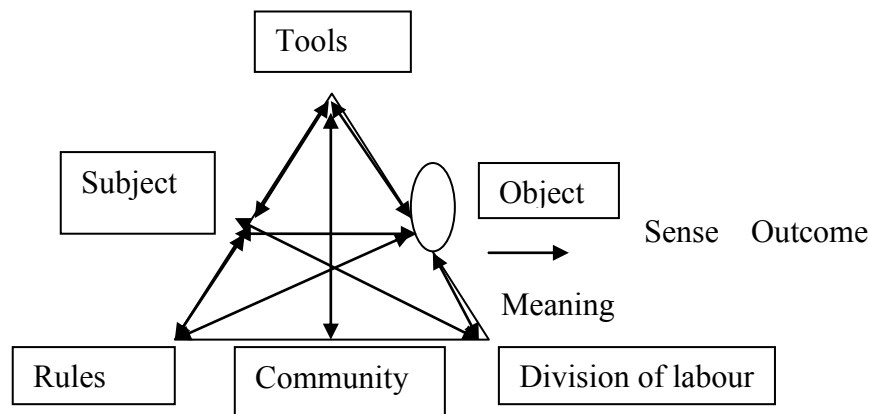 Tools
Subject
Object
Sense Outcome
Meaning
Rules
Community
Division of labour